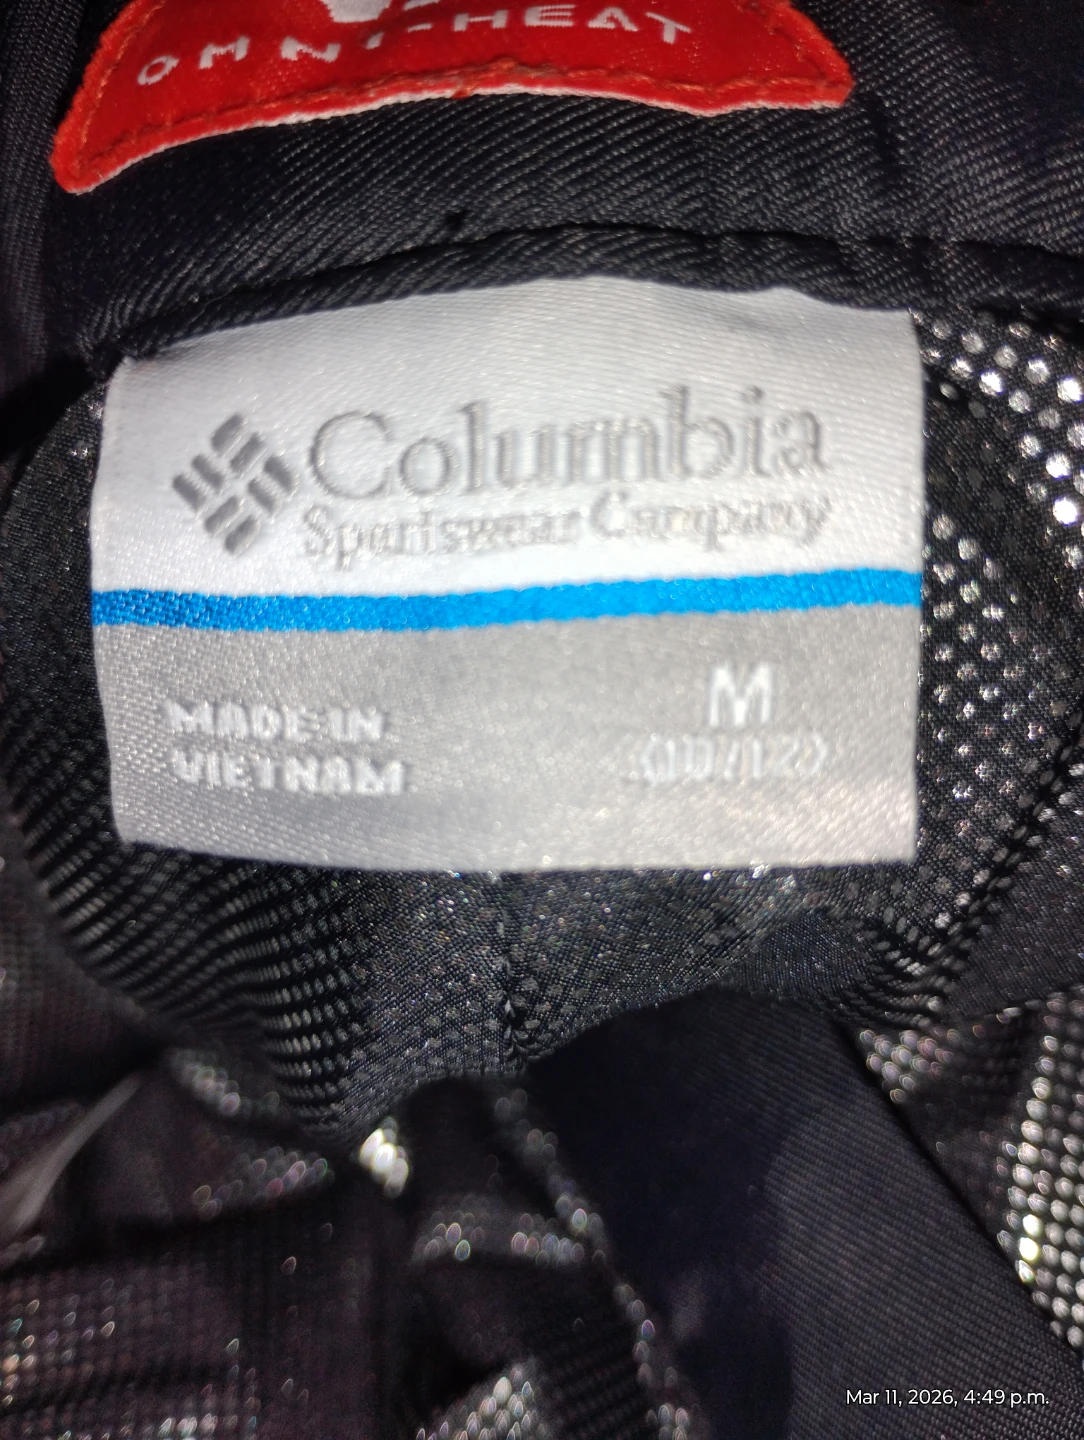 OMNI-HEAT
Columbia
Sportswear Company
MADE IN
VIETNAM
M
(10/12)
Mar 11, 2026, 4:49 p.m.